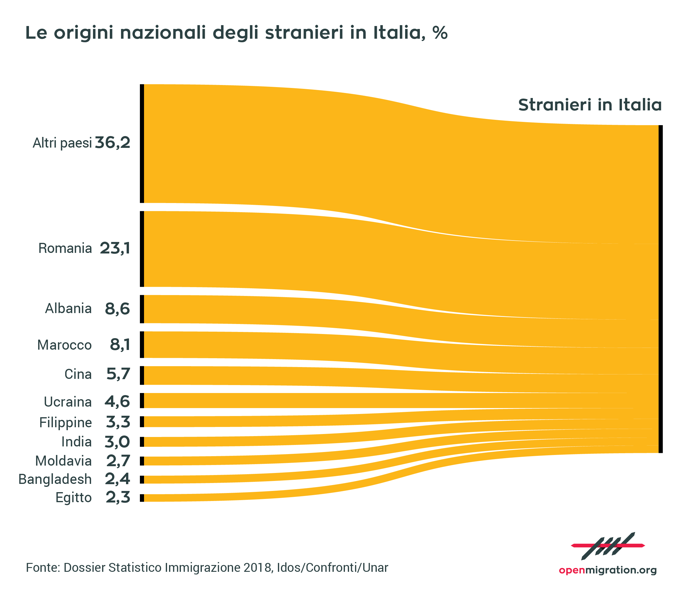 Le origini nazionali degli stranieri in Italia, %
Stranieri in Italia
Altri paesi 36,2
Romania 23,1
Albania 8,6
Marocco 8,1
Cina 5,7
Ucraina 4,6
Filippine 3,3
India 3,0
Moldavia 2,7
Bangladesh 2,4
Egitto 2,3
Fonte: Dossier Statistico Immigrazione 2018, Idos/Confronti/Unar
openmigration.org